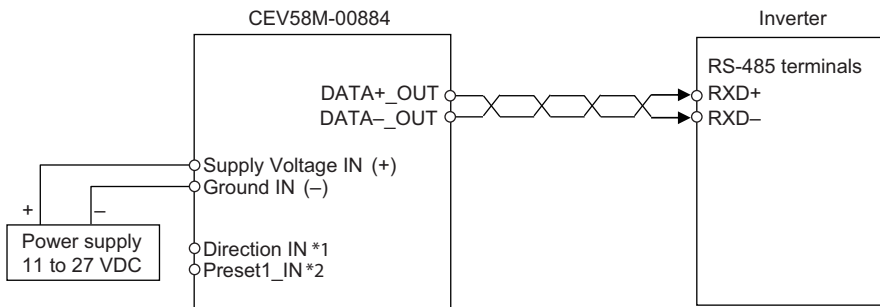 CEV58M-00884
Inverter
RS-485 terminals
DATA+_OUT
RXD+
DATA–_OUT
RXD–
Supply Voltage IN (+)
Ground IN (–)
+
–
Power supply
11 to 27 VDC
Direction IN *1
Preset1_IN *2